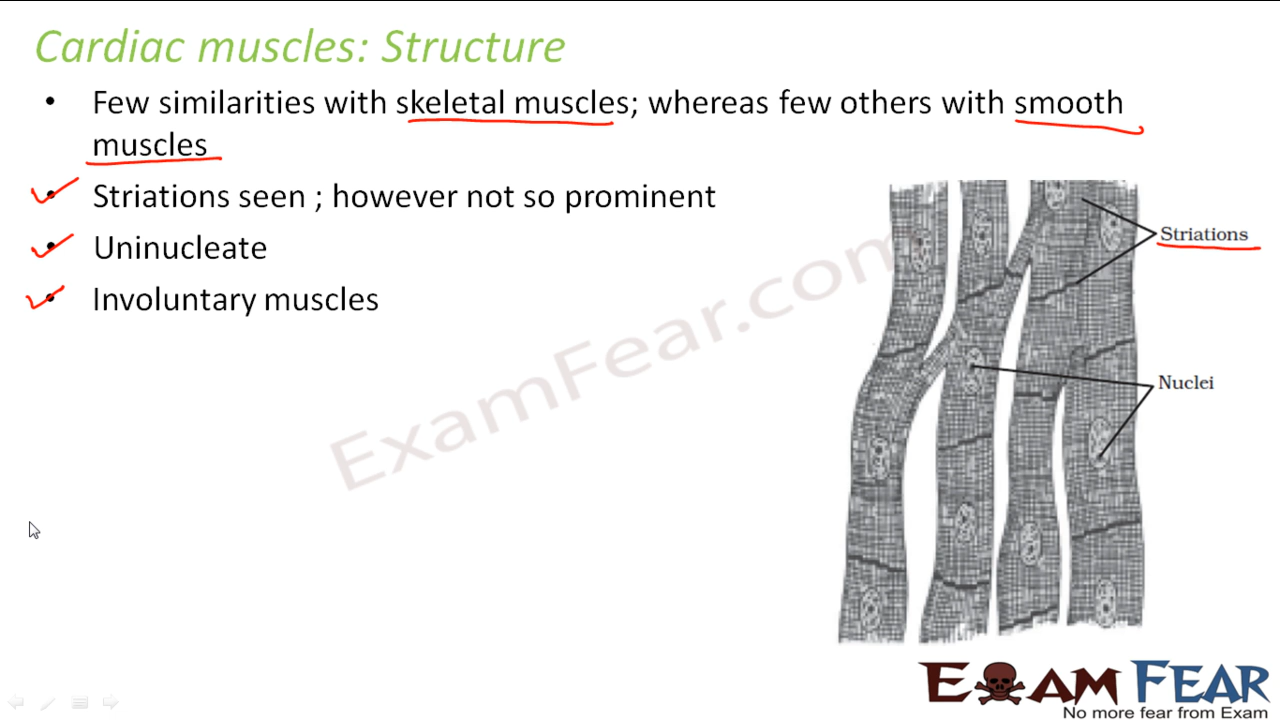 Cardiac muscles: Structure
• Few similarities with skeletal muscles; whereas few others with smooth
muscles
• Striations seen ; however not so prominent
• Uninucleate
• Involuntary muscles
Striations
Nuclei
ExamFear.com
EXAM FEAR
No more fear from Exam